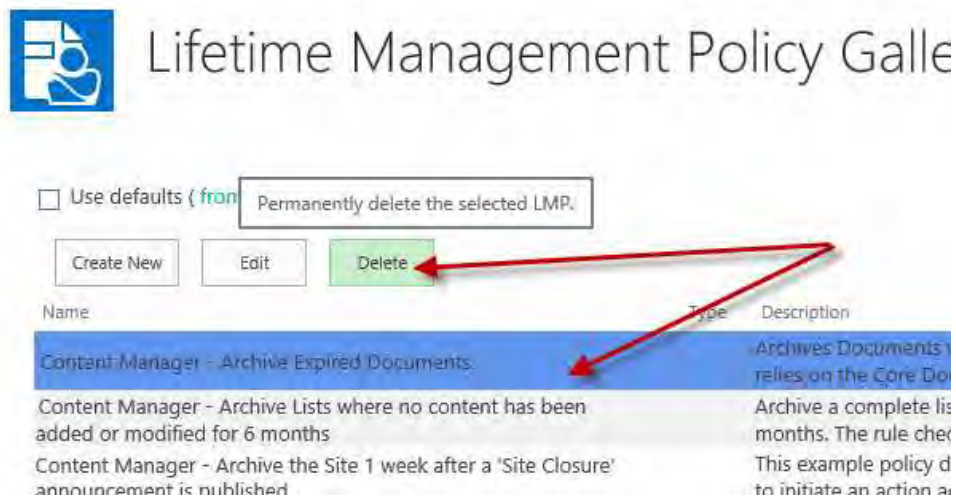 Lifetime Management Policy Galle
Use defaults ( from
Permanently delete the selected LMP.
Create New
Edit
Delete
Name
Type
Description
Content Manager - Archive Expired Documents
Archives Documents
relies on the Core Do
Content Manager - Archive Lists where no content has been
added or modified for 6 months
Archive a complete lis
months. The rule chec
Content Manager - Archive the Site 1 week after a 'Site Closure'
announcement is published
This example policy d
to initiate an action a